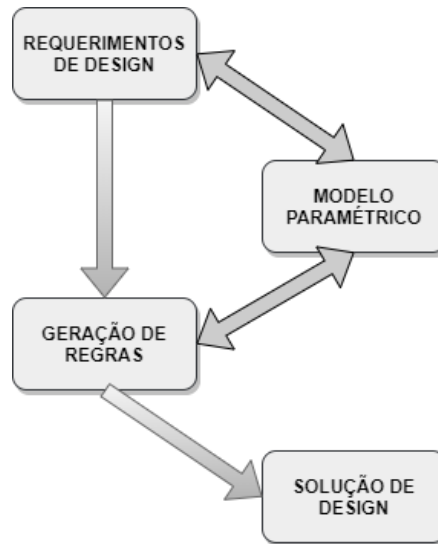 REQUERIMENTOS
DE DESIGN
MODELO
PARAMÉTRICO
GERAÇÃO DE
REGRAS
SOLUÇÃO DE
DESIGN